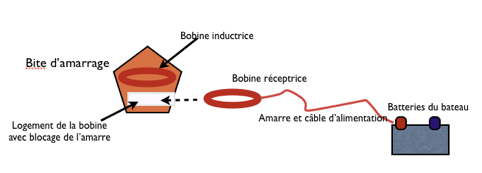 Bobine inductrice
Bite d'amarrage
Bobine réceptrice
Batteries du bateau
Amarre et câble d'alimentation
Logement de la bobine
avec blocage de l'amarre